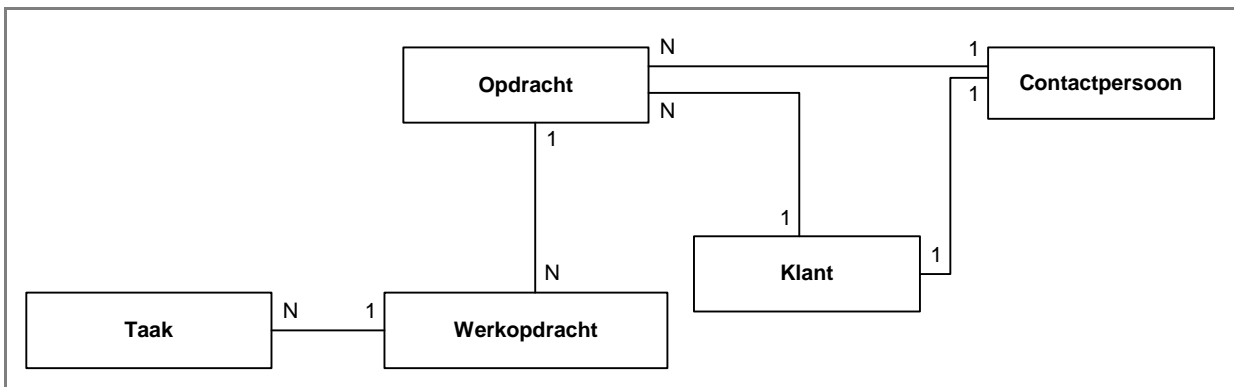 N
1
Opdracht
Contactpersoon
N
1
1
1
1
Klant
N
N
1
Taak
Werkopdracht